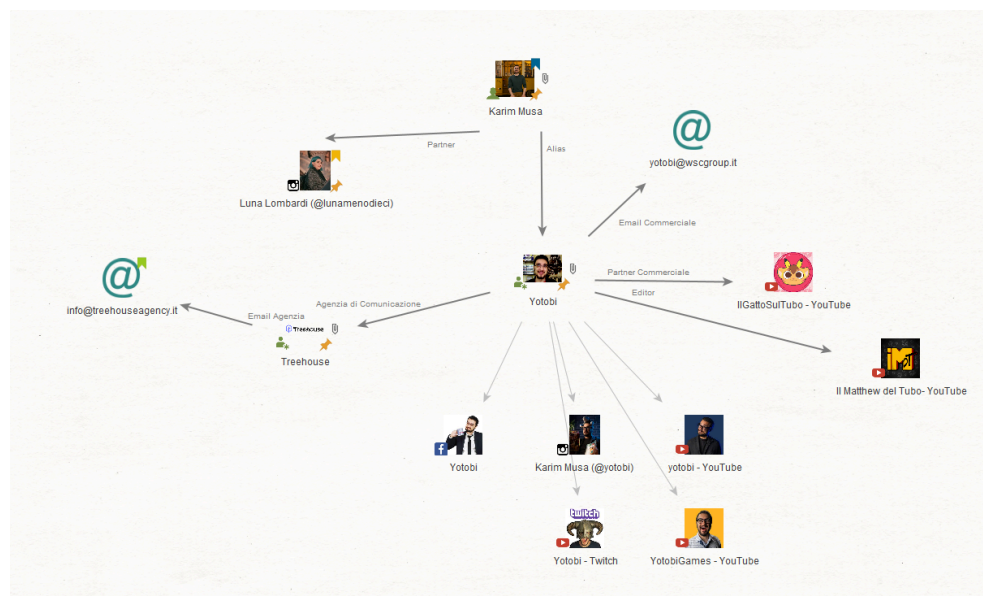 Karim Musa
Partner
Alias
yotobi@wscgroup.it
Luna Lombardi (@lunamenodieci)
Email Commerciale
Partner Commerciale
Editor
Yotobi
IlGattoSulTubo - YouTube
info@treehouseagency.it
Agenzia di Comunicazione
Email Agenzia
TREEHOUSE
Treehouse
iMDT
Il Matthew del Tubo- YouTube
Yotobi
Karim Musa (@yotobi)
yotobi - YouTube
twitch
Yotobi - Twitch
YotobiGames - YouTube